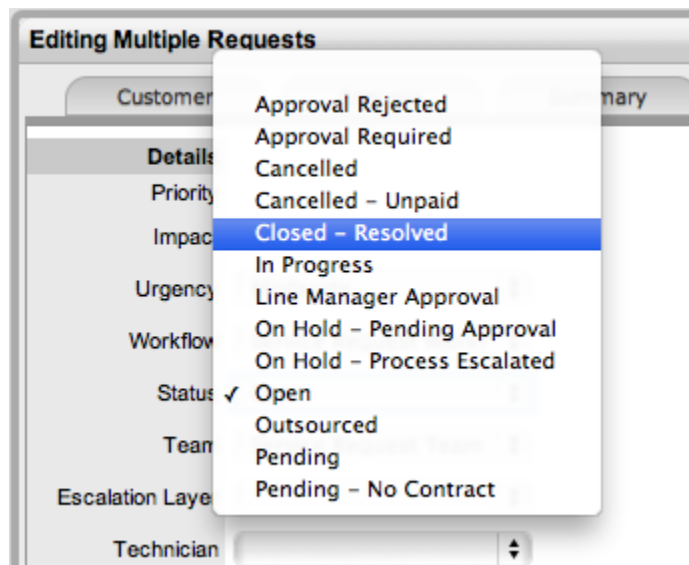 Editing Multiple Requests
Customer
mary
Details
Priority
Impac
Urgency
Workflow
Status
Team
Escalation Laye
Technician
Approval Rejected
Approval Required
Cancelled
Cancelled – Unpaid
Closed – Resolved
In Progress
Line Manager Approval
On Hold – Pending Approval
On Hold – Process Escalated
✓ Open
Outsourced
Pending
Pending – No Contract